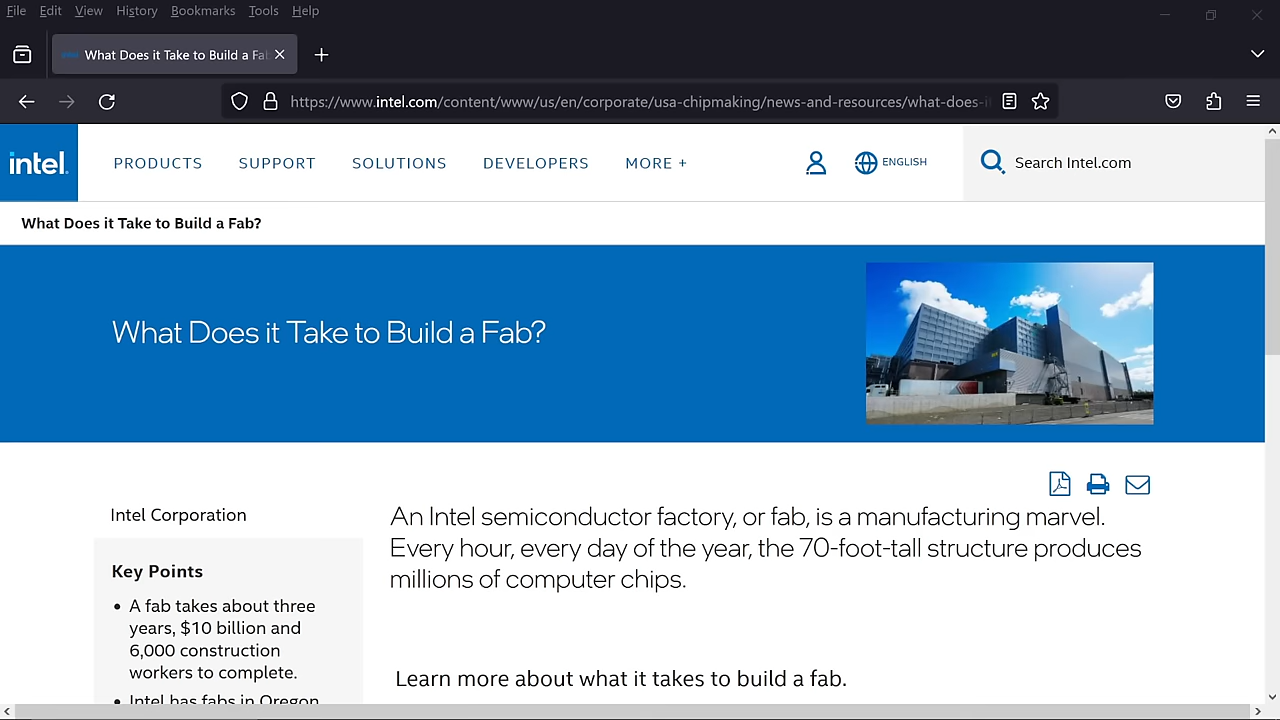 File Edit View History Bookmarks Tools Help
What Does it Take to Build a Fa
https://www.intel.com/content/www/us/en/corporate/usa-chipmaking/news-and-resources/what-does-i
intel. PRODUCTS SUPPORT SOLUTIONS DEVELOPERS MORE + ENGLISH Search Intel.com
What Does it Take to Build a Fab?
What Does it Take to Build a Fab?
Intel Corporation
Key Points
• A fab takes about three
years, $10 billion and
6,000 construction
workers to complete.
• Intel has fabs in Oregon,
An Intel semiconductor factory, or fab, is a manufacturing marvel.
Every hour, every day of the year, the 70-foot-tall structure produces
millions of computer chips.
Learn more about what it takes to build a fab.